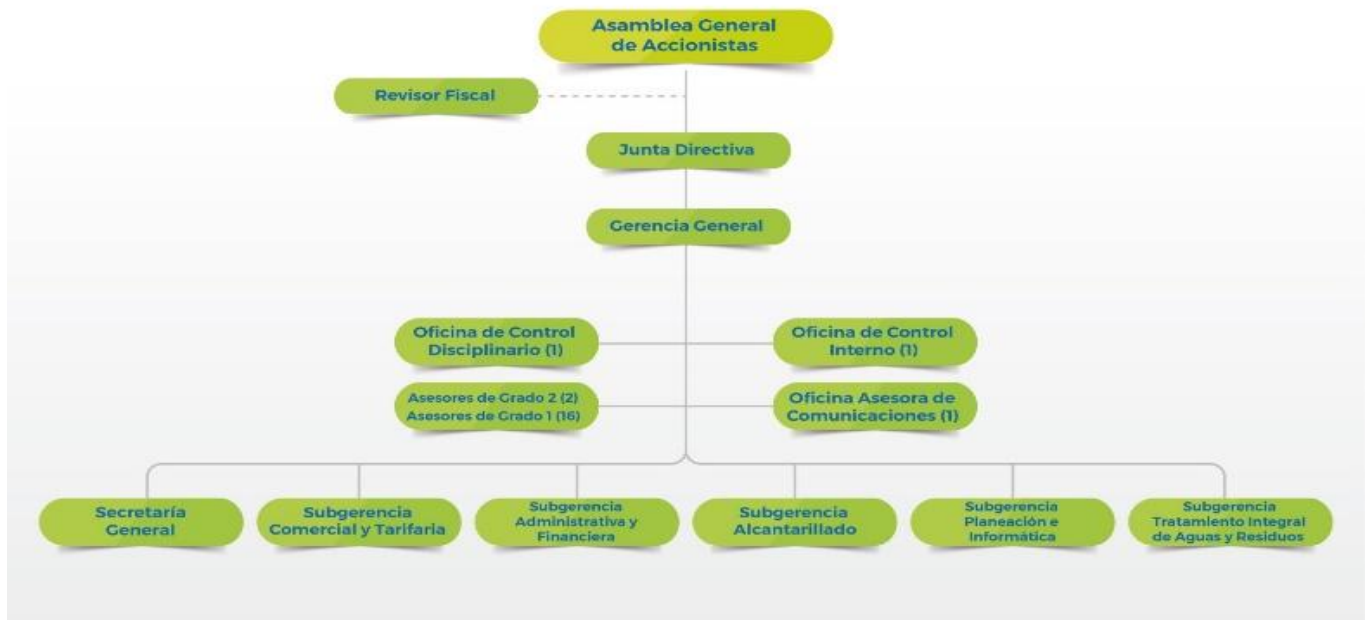 Asamblea General
de Accionistas
Revisor Fiscal
Junta Directiva
Gerencia General
Oficina de Control
Disciplinario (1)
Oficina de Control
Interno (1)
Asesores de Grado 2 (2)
Asesores de Grado 1 (16)
Oficina Asesora de
Comunicaciones (1)
Secretaría
General
Subgerencia
Comercial y Tarifaria
Subgerencia
Administrativa y
Financiera
Subgerencia
Alcantarillado
Subgerencia
Planeación e
Informática
Subgerencia
Tratamiento Integral
de Aguas y Residuos